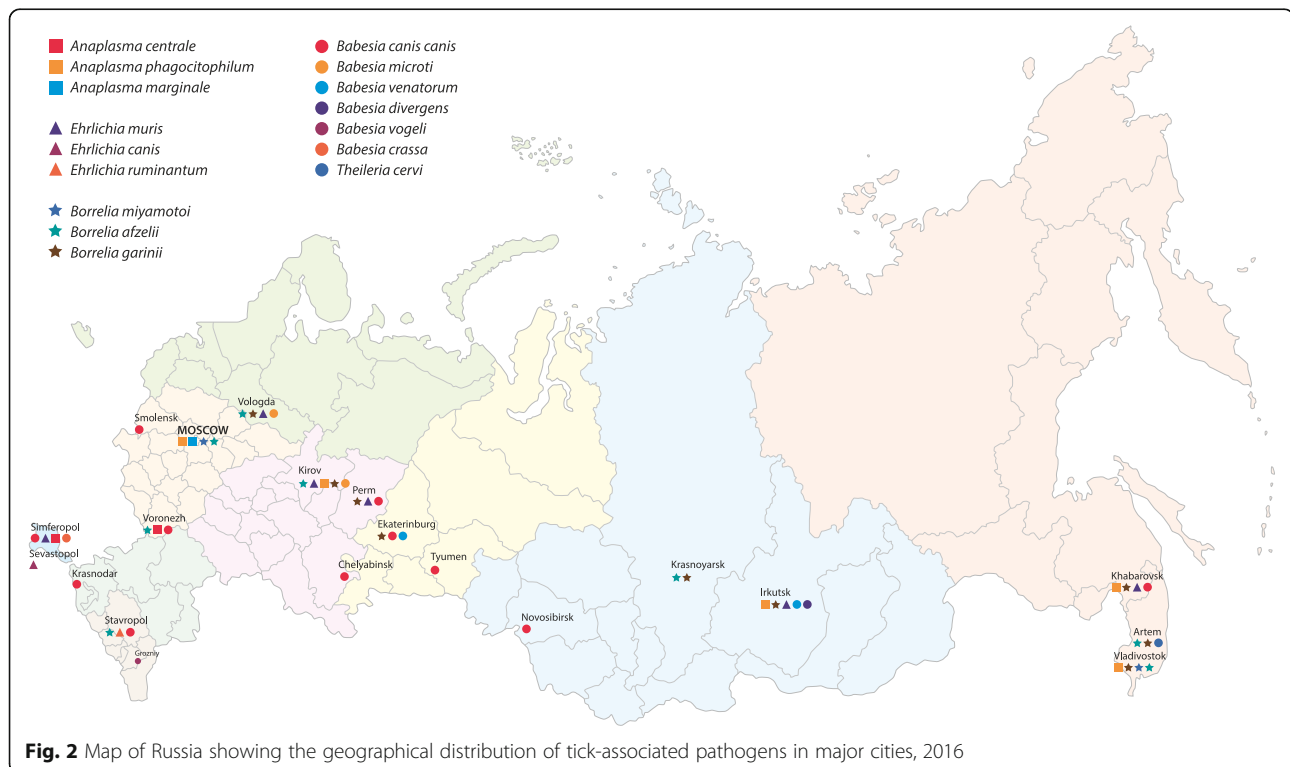 Anaplasma centrale
Anaplasma phagocitophilum
Anaplasma marginale
Ehrlichia muris
Ehrlichia canis
Ehrlichia ruminantum
Borrelia miyamotoi
Borrelia afzelii
Borrelia garinii
Babesia canis canis
Babesia microti
Babesia venatorum
Babesia divergens
Babesia vogeli
Babesia crassa
Theileria cervi
Vologda
Smolensk
MOSCOW
Kirov
Perm
Voronezh
Ekaterinburg
Simferopol
Sevastopol
Krasnodar
Chelyabinsk
Tyumen
Krasnoyarsk
Irkutsk
Khabarovsk
Stavropol
Novosibirsk
Artem
Grozniy
Vladivostok
Fig. 2 Map of Russia showing the geographical distribution of tick-associated pathogens in major cities, 2016